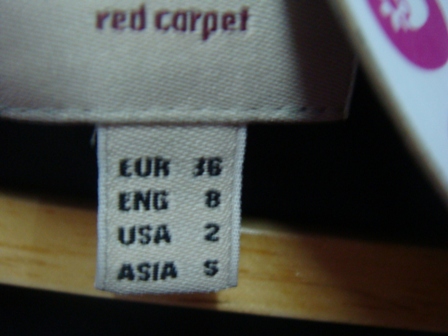 red carpet
EUR 36
ENG 8
USA 2
ASIA S